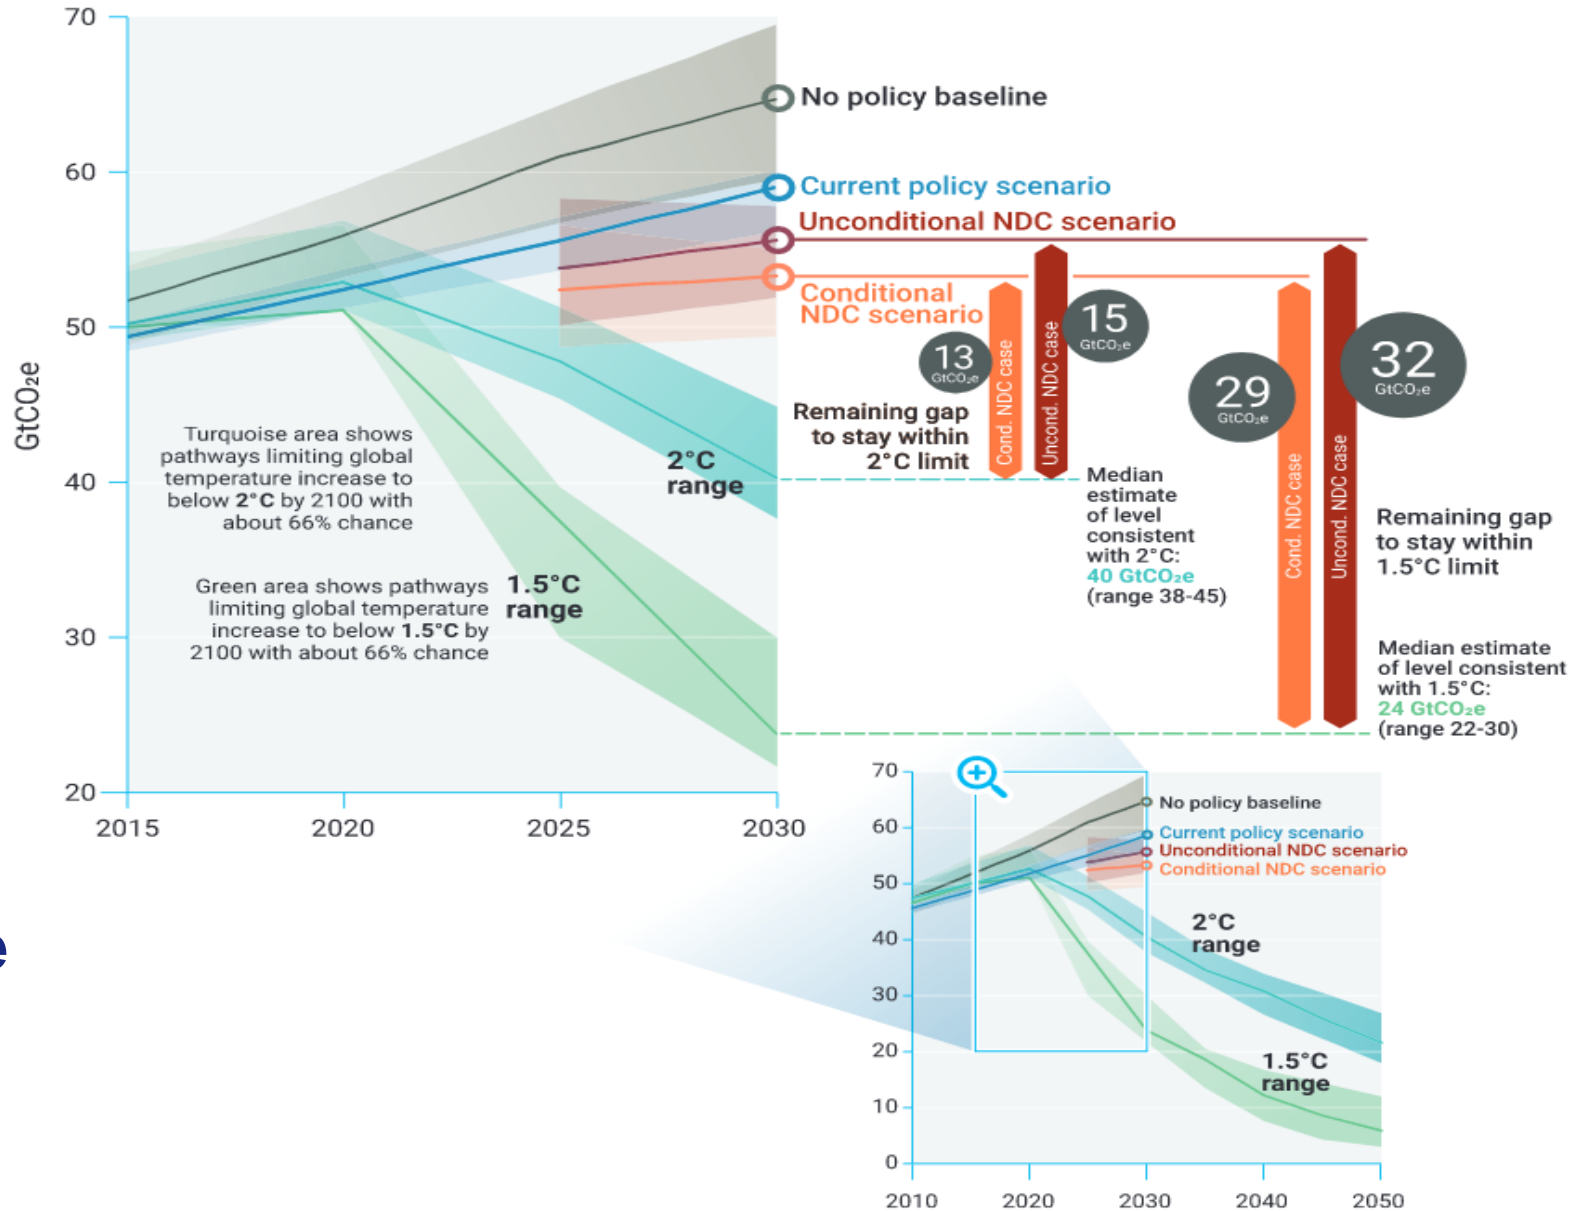 70
60
50
40
30
20
GtCO₂e
2015
2020
2025
2030
No policy baseline
Current policy scenario
Unconditional NDC scenario
Conditional
NDC scenario
Turquoise area shows
pathways limiting global
temperature increase to
below 2°C by 2100 with
about 66% chance
Green area shows pathways
limiting global temperature
increase to below 1.5°C by
2100 with about 66% chance
2°C
range
1.5°C
range
13
GtCO₂e
15
GtCO₂e
29
GtCO₂e
32
GtCO₂e
Cond. NDC case
Uncond. NDC case
Cond. NDC case
Uncond. NDC case
Remaining gap
to stay within
2°C limit
Median
estimate
of level
consistent
with 2°C:
40 GtCO₂e
(range 38-45)
Remaining gap
to stay within
1.5°C limit
Median estimate
of level consistent
with 1.5°C:
24 GtCO₂e
(range 22-30)
e
70
60
50
40
30
20
10
0
2010
2020
2030
2040
2050
No policy baseline
Current policy scenario
Unconditional NDC scenario
Conditional NDC scenario
2°C
range
1.5°C
range